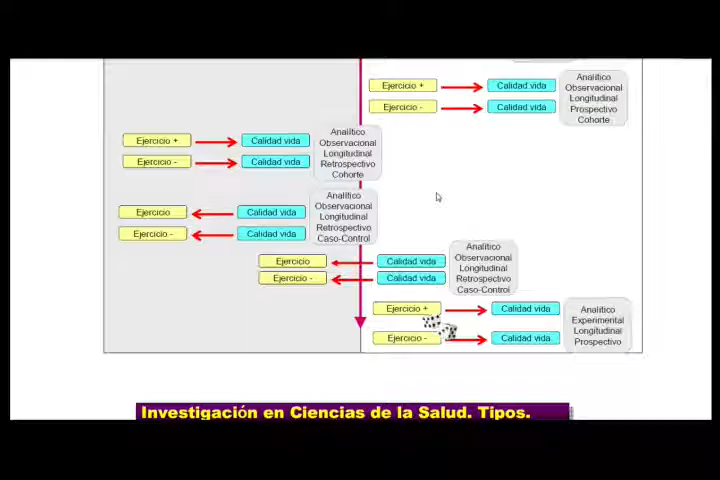 Ejercicio +
Calidad vida
Ejercicio -
Calidad vida
Analítico
Observacional
Longitudinal
Prospectivo
Cohorte
Ejercicio +
Calidad vida
Ejercicio -
Calidad vida
Analítico
Observacional
Longitudinal
Retrospectivo
Cohorte
Ejercicio
Calidad vida
Ejercicio -
Calidad vida
Analítico
Observacional
Longitudinal
Retrospectivo
Caso-Control
Ejercicio
Calidad vida
Ejercicio -
Calidad vida
Analítico
Observacional
Longitudinal
Retrospectivo
Caso-Control
Ejercicio +
Calidad vida
Ejercicio -
Calidad vida
Analítico
Experimental
Longitudinal
Prospectivo
Investigación en Ciencias de la Salud. Tipos.